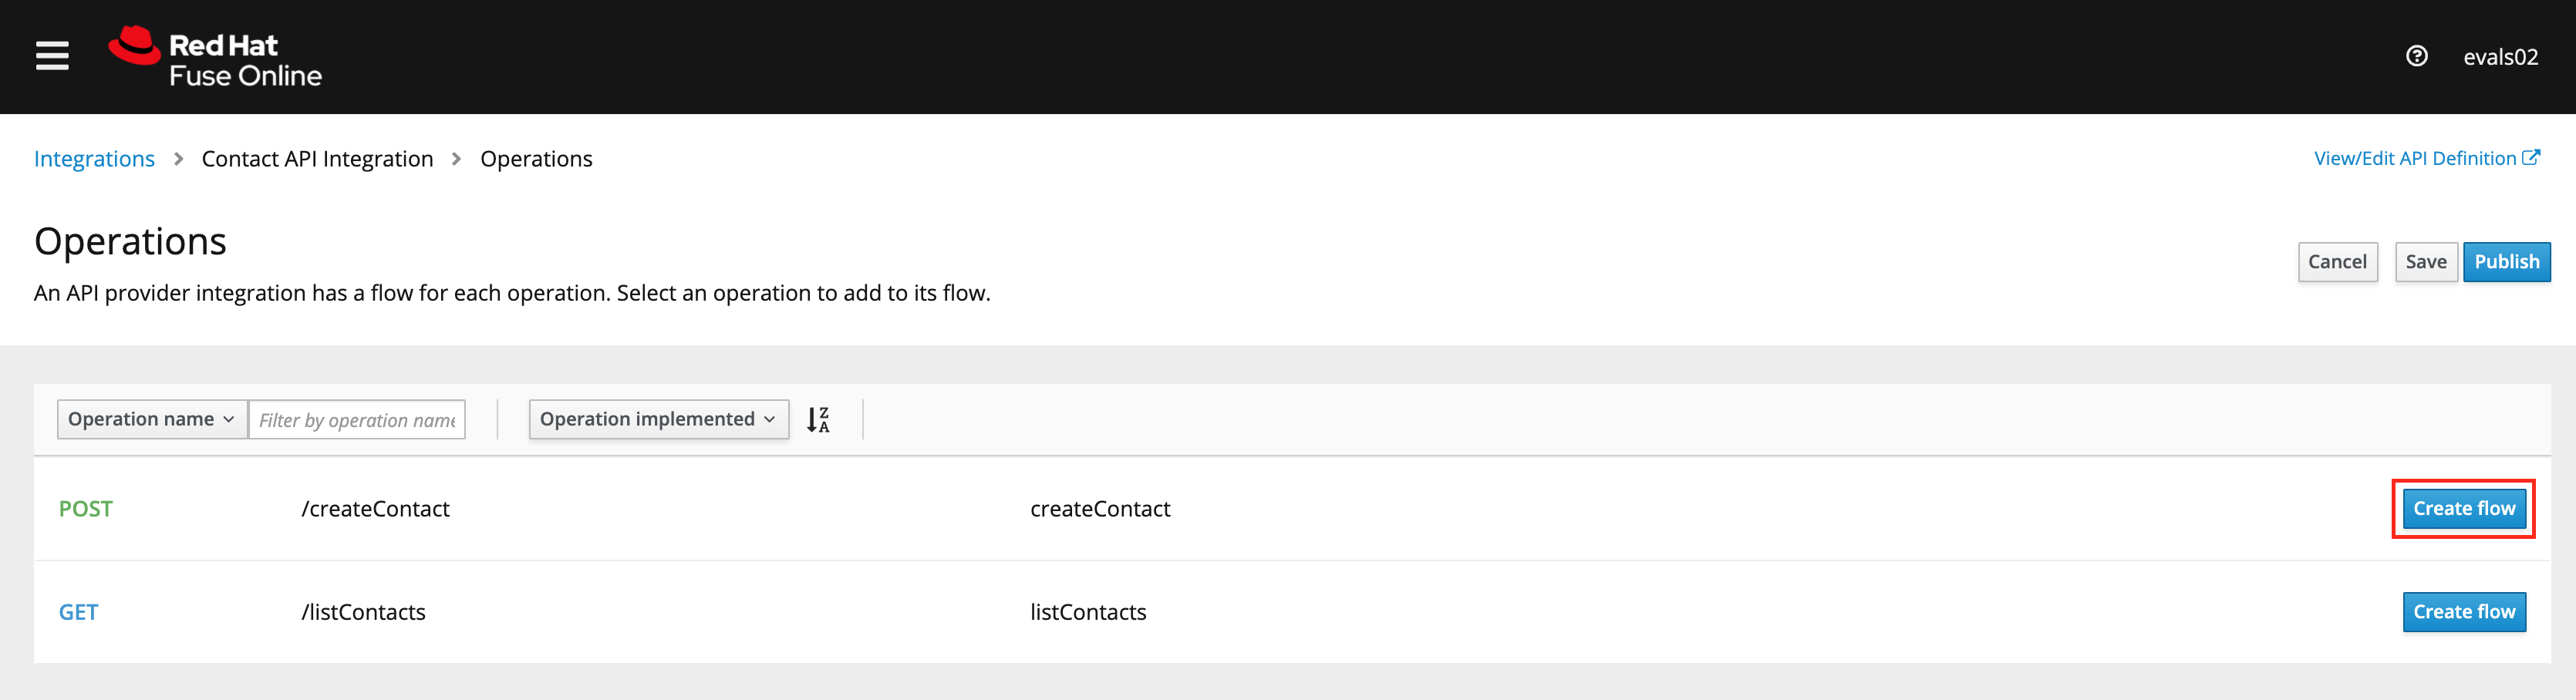 Red Hat
Fuse Online
evals02
Integrations > Contact API Integration > Operations
View/Edit API Definition
Operations
Cancel Save Publish
An API provider integration has a flow for each operation. Select an operation to add to its flow.
Operation name Filter by operation name Operation implemented Z A
POST /createContact createContact Create flow
GET /listContacts listContacts Create flow